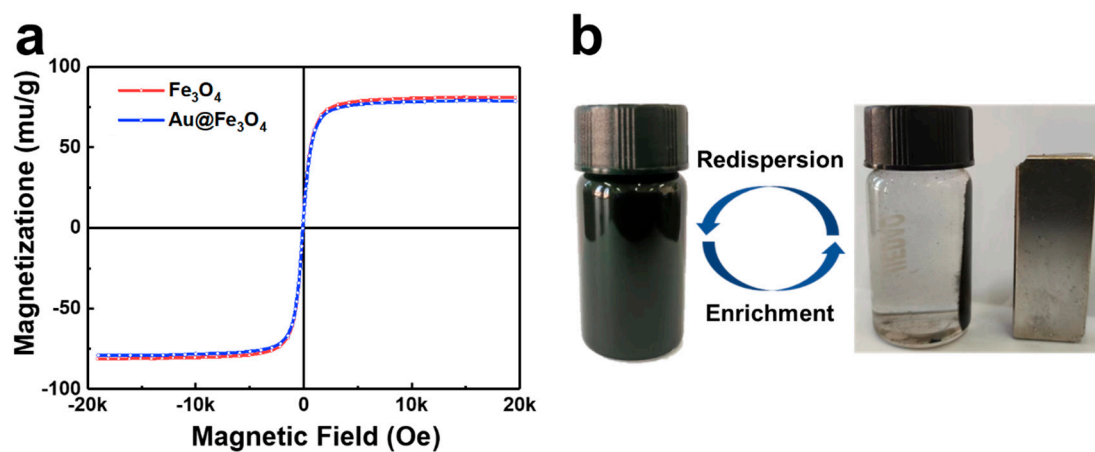 a
100
Fe₃O₄
Au@Fe₃O₄
50
0
-50
-100
-20k -10k 0 10k 20k
Magnetizatione (mu/g)
Magnetic Field (Oe)
b
Redispersion
Enrichment